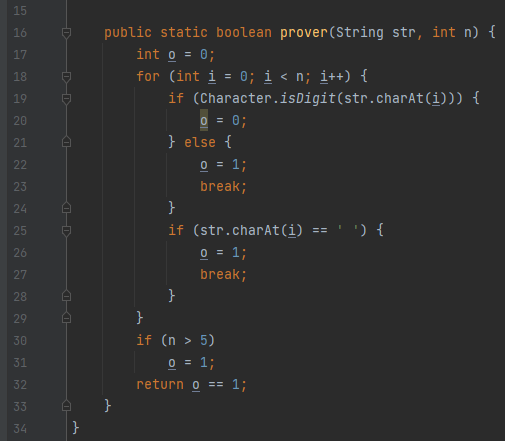 15
16 public static boolean prover(String str, int n) {
17 int o = 0;
18 for (int i = 0; i < n; i++) {
19 if (Character.isDigit(str.charAt(i))) {
20 o = 0;
21 } else {
22 o = 1;
23 break;
24 }
25 if (str.charAt(i) == ' ') {
26 o = 1;
27 break;
28 }
29 }
30 if (n > 5)
31 o = 1;
32 return o == 1;
33 }
34 }